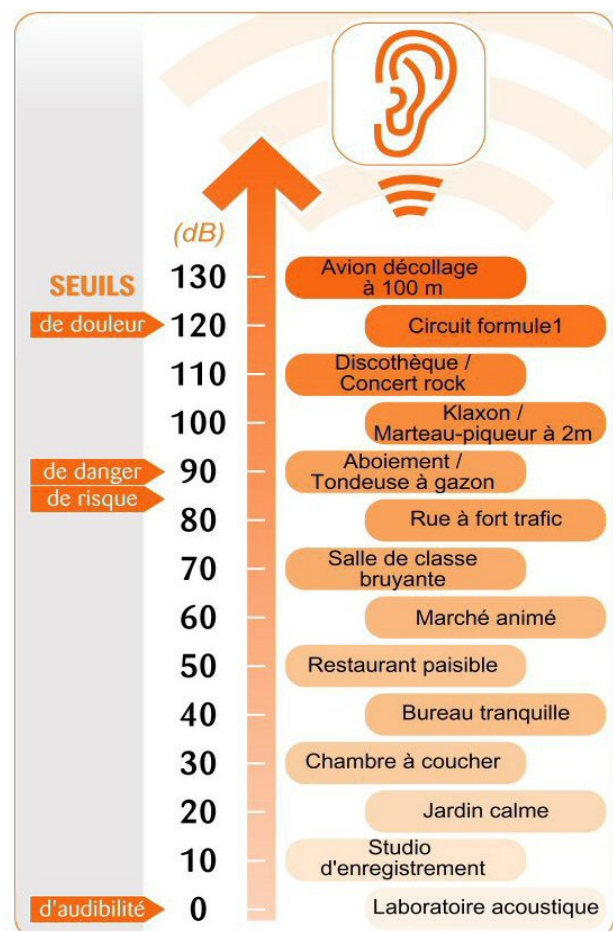 (dB)
SEUILS
130
Avion décollage
à 100 m
de douleur
120
Circuit formule1
110
Discothèque /
Concert rock
100
Klaxon /
Marteau-piqueur à 2m
de danger
90
Aboiement /
Tondeuse à gazon
de risque
80
Rue à fort trafic
70
Salle de classe
bruyante
60
Marché animé
50
Restaurant paisible
40
Bureau tranquille
30
Chambre à coucher
20
Jardin calme
10
Studio
d'enregistrement
d'audibilité
0
Laboratoire acoustique